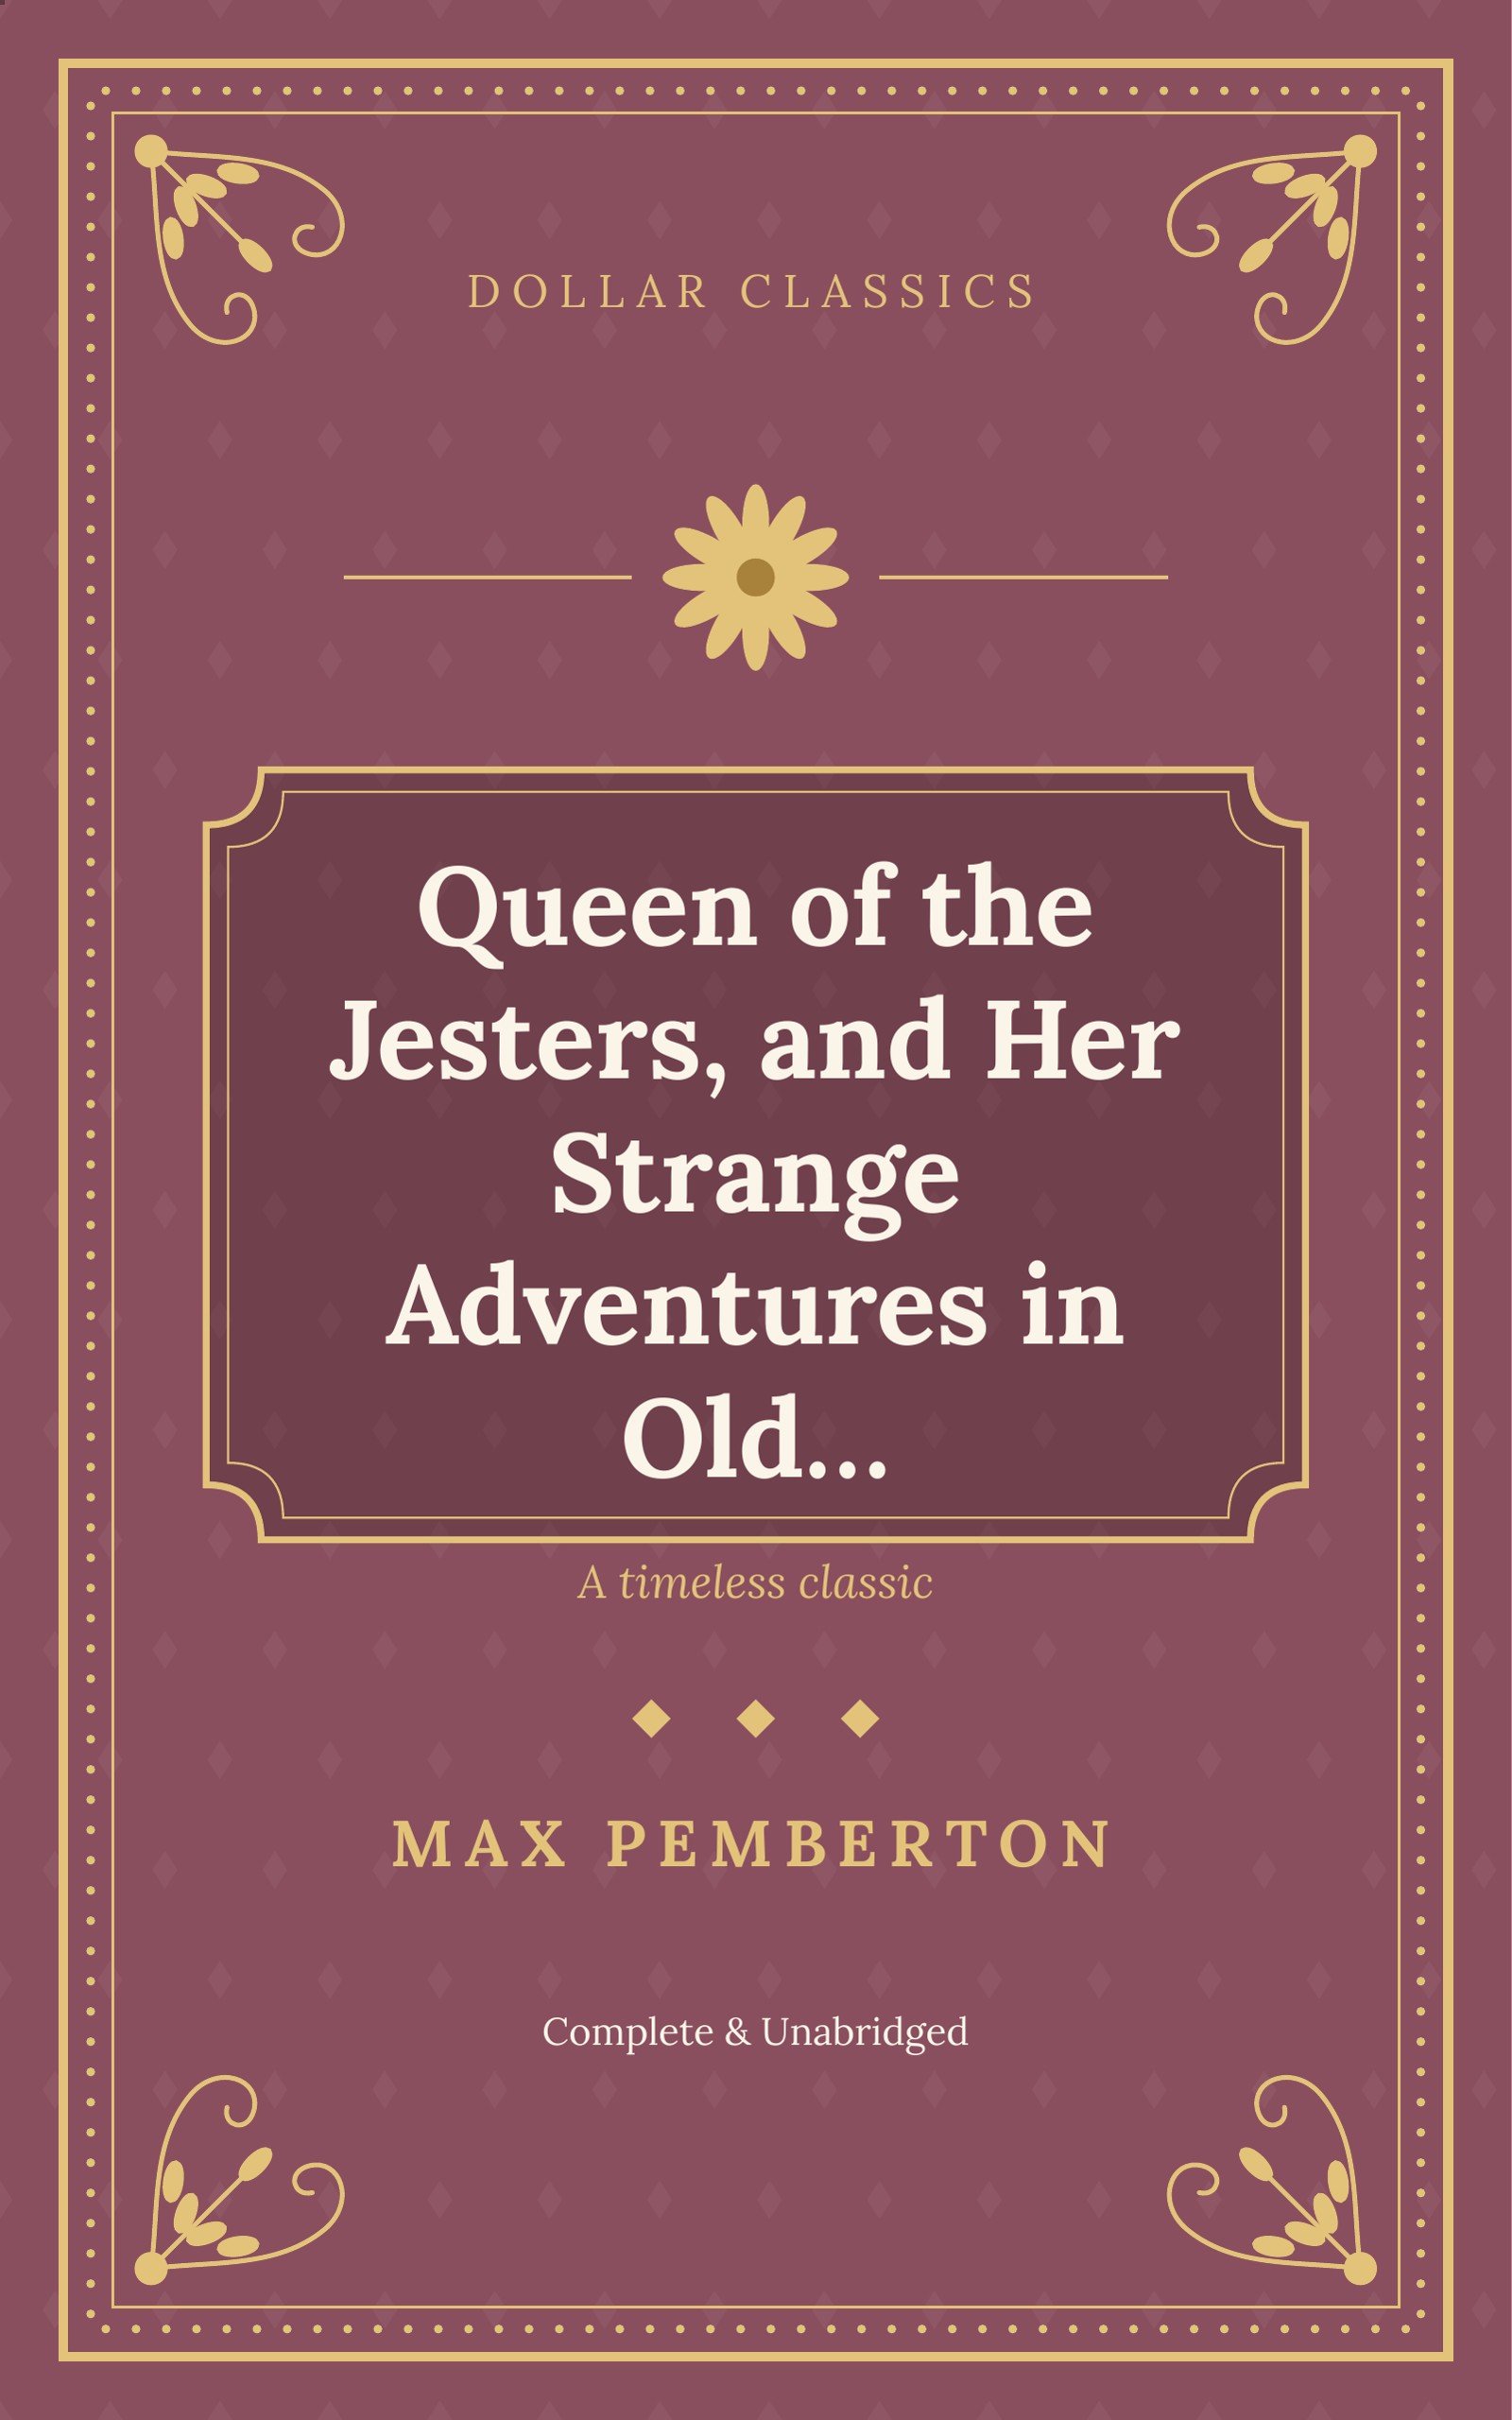 DOLLAR CLASSICS
Queen of the
Jesters, and Her
Strange
Adventures in
Old...
A timeless classic
MAX PEMBERTON
Complete & Unabridged